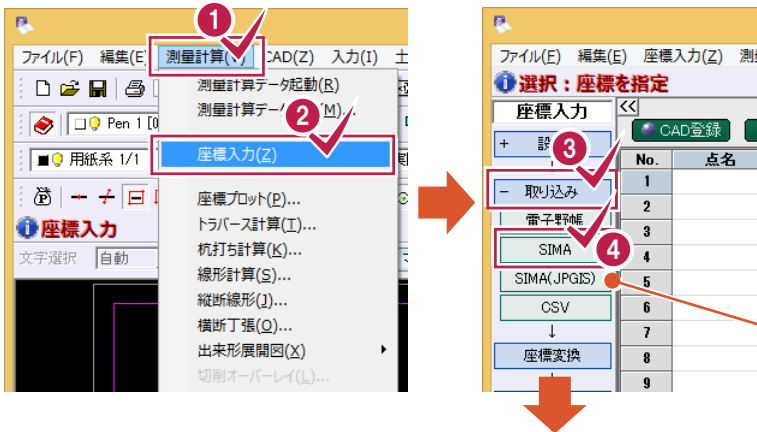 1
ファイル(F) 編集(E) 測量計算(V) CAD(Z) 入力(I) 土
測量計算データ起動(R)
測量計算データ (M)...
2
Pen 1 [0
用紙系 1/1
座標入力(Z)
座標プロット(P)...
トラバース計算(T)...
座標入力
杭打ち計算(K)...
文字選択 自動
線形計算(S)...
縦断線形(J)...
横断丁張(O)...
出来形展開図(X)
切削オーバーレイ(L)...
ファイル(F) 編集(E) 座標入力(Z) 測
選択：座標を指定
座標入力 <<
CAD登録
+ 設
3
No. 点名
- 取り込み
1
電子野帳
2
SIMA
4
3
4
SIMA(JPGIS)
5
CSV
6
↓
7
座標変換
8
9